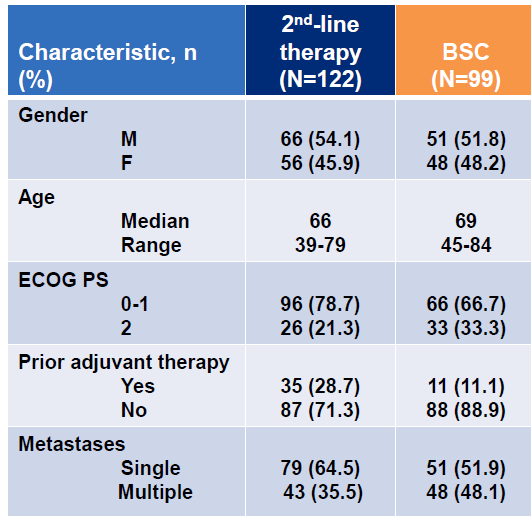 Characteristic, n (%) 2nd-line therapy (N=122) BSC (N=99)
Gender
M 66 (54.1) 51 (51.8)
F 56 (45.9) 48 (48.2)
Age
Median 66 69
Range 39-79 45-84
ECOG PS
0-1 96 (78.7) 66 (66.7)
2 26 (21.3) 33 (33.3)
Prior adjuvant therapy
Yes 35 (28.7) 11 (11.1)
No 87 (71.3) 88 (88.9)
Metastases
Single 79 (64.5) 51 (51.9)
Multiple 43 (35.5) 48 (48.1)